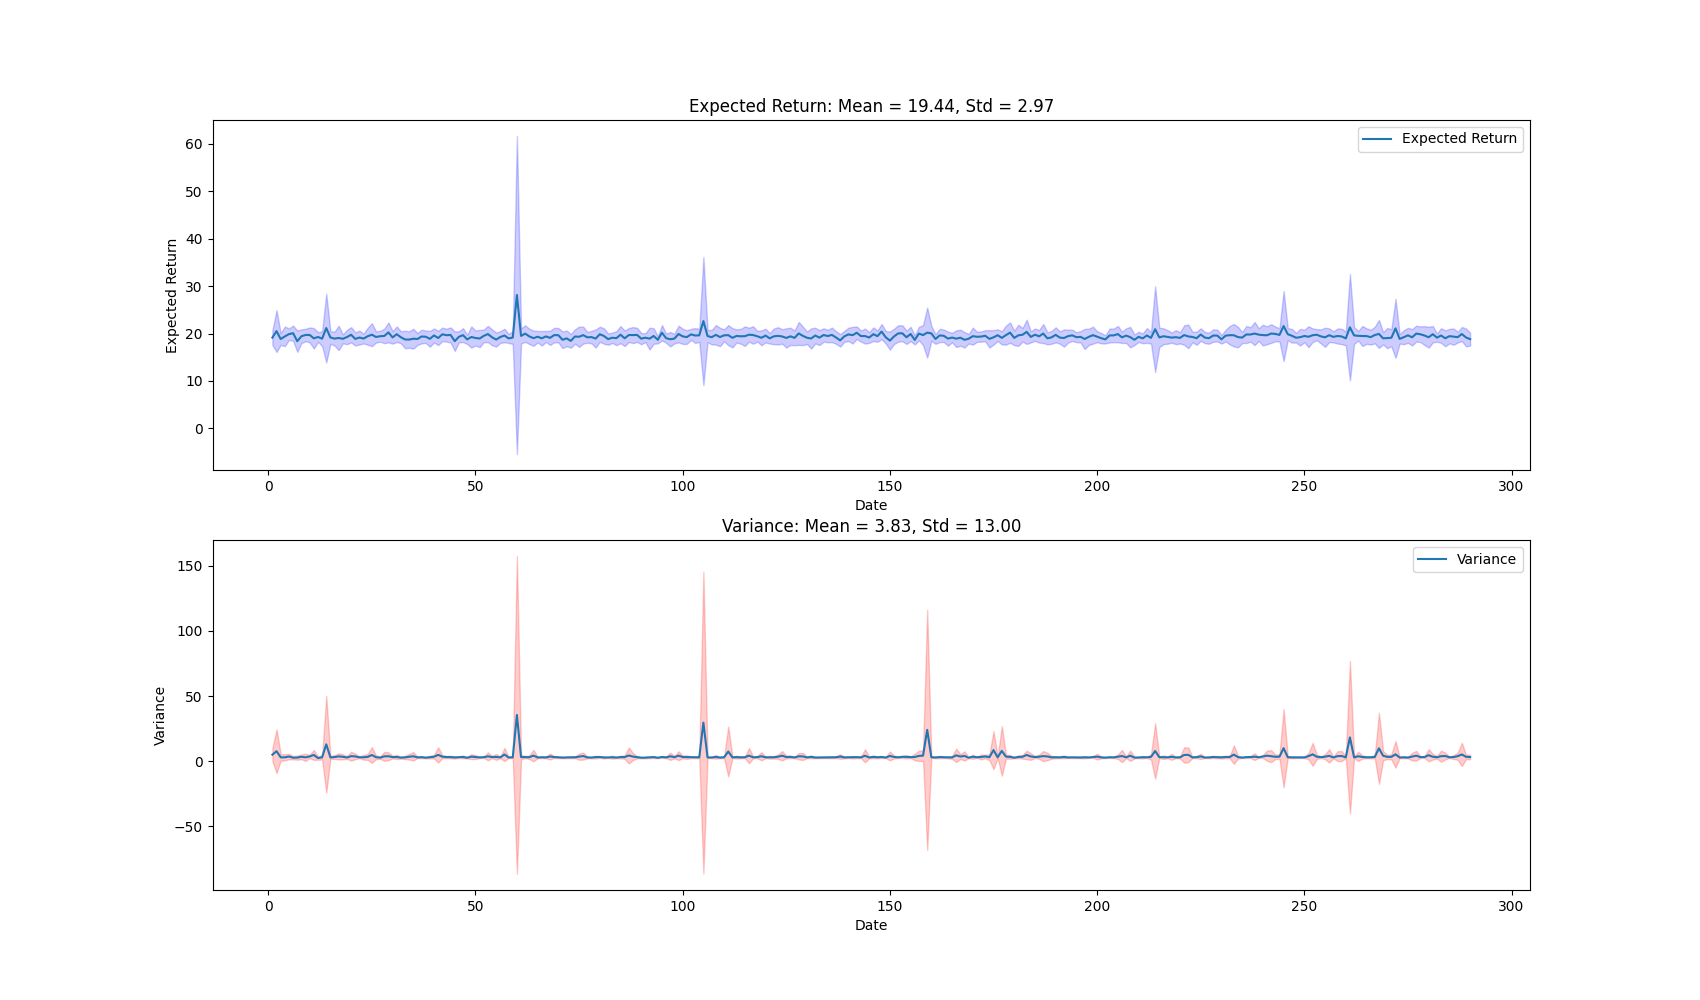 Expected Return: Mean = 19.44, Std = 2.97
Expected Return
60
50
40
30
20
10
0
Expected Return
0 50 100 150 200 250 300
Date
Variance: Mean = 3.83, Std = 13.00
Variance
150
100
50
0
−50
Variance
0 50 100 150 200 250 300
Date